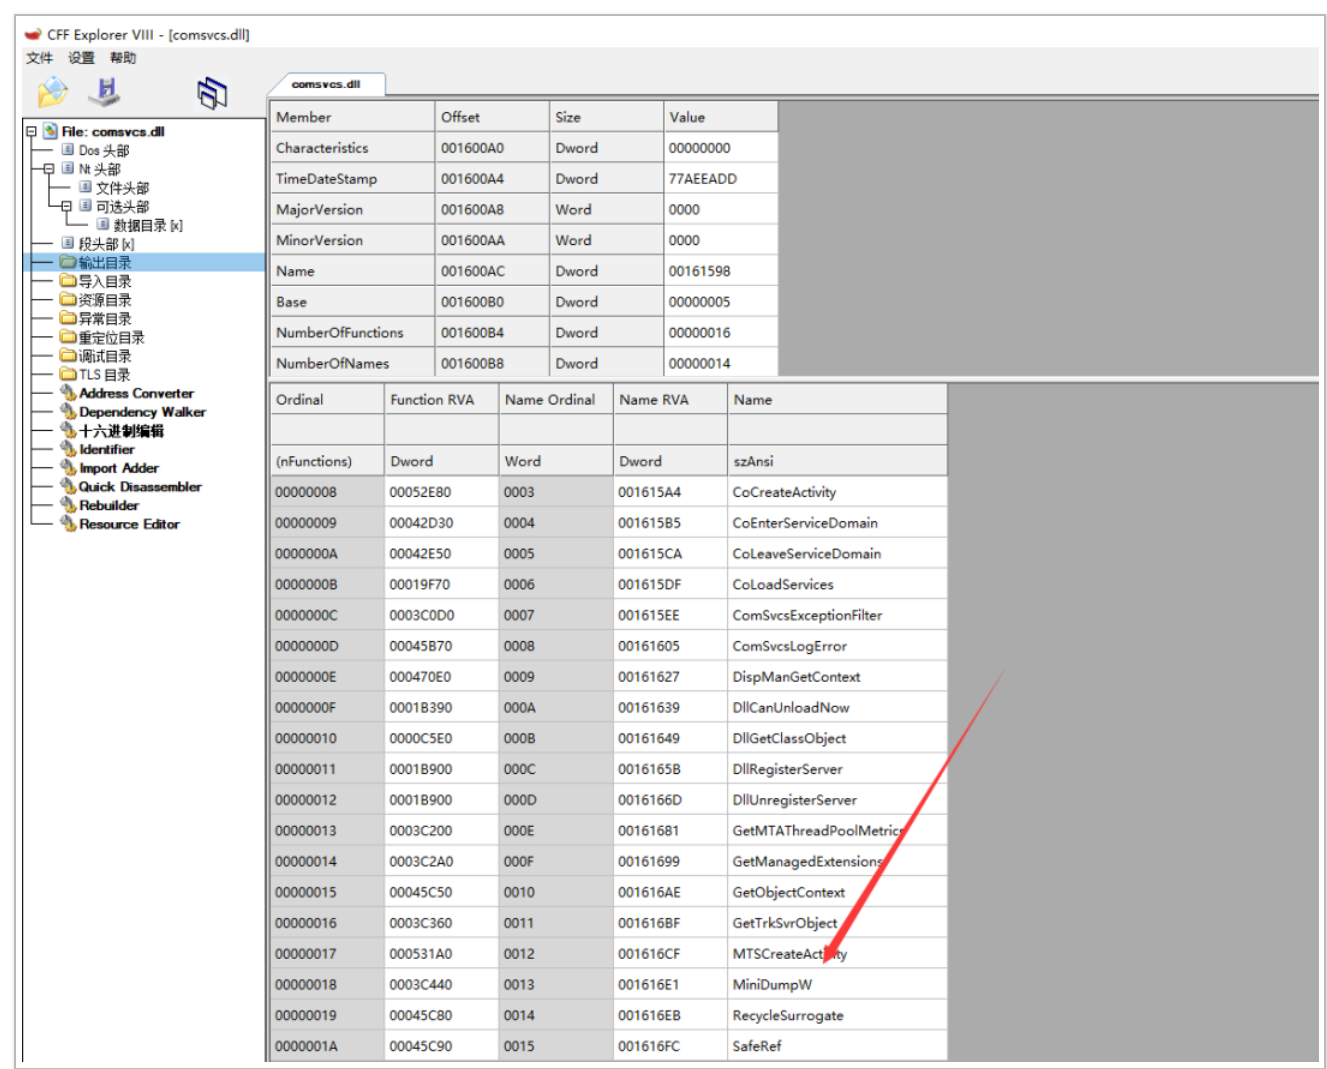 CFF Explorer VIII - [comsvcs.dll]
文件 设置 帮助
comsvcs.dll
File: comsvcs.dll
Dos 头部
Nt 头部
文件头部
可选头部
数据目录 [x]
段头部 [x]
输出目录
导入目录
资源目录
异常目录
重定位目录
调试目录
TLS 目录
Address Converter
Dependency Walker
十六进制编辑
Identifier
Import Adder
Quick Disassembler
Rebuilder
Resource Editor
Member Offset Size Value
Characteristics 001600A0 Dword 00000000
TimeDateStamp 001600A4 Dword 77AEEADD
MajorVersion 001600A8 Word 0000
MinorVersion 001600AA Word 0000
Name 001600AC Dword 00161598
Base 001600B0 Dword 00000005
NumberOfFunctions 001600B4 Dword 00000016
NumberOfNames 001600B8 Dword 00000014
Ordinal Function RVA Name Ordinal Name RVA Name
(nFunctions) Dword Word Dword szAnsi
00000008 00052E80 0003 001615A4 CoCreateActivity
00000009 00042D30 0004 001615B5 CoEnterServiceDomain
0000000A 00042E50 0005 001615CA CoLeaveServiceDomain
0000000B 00019F70 0006 001615DF CoLoadServices
0000000C 0003C0D0 0007 001615EE ComSvcsExceptionFilter
0000000D 00045B70 0008 00161605 ComSvcsLogError
0000000E 000470E0 0009 00161627 DispManGetContext
0000000F 0001B390 000A 00161639 DllCanUnloadNow
00000010 0000C5E0 000B 00161649 DllGetClassObject
00000011 0001B900 000C 0016165B DllRegisterServer
00000012 0001B900 000D 0016166D DllUnregisterServer
00000013 0003C200 000E 00161681 GetMTAThreadPoolMetrics
00000014 0003C2A0 000F 00161699 GetManagedExtensions
00000015 00045C50 0010 001616AE GetObjectContext
00000016 0003C360 0011 001616BF GetTrkSvrObject
00000017 000531A0 0012 001616CF MTSCreateActivity
00000018 0003C440 0013 001616E1 MiniDumpW
00000019 00045C80 0014 001616EB RecycleSurrogate
0000001A 00045C90 0015 001616FC SafeRef